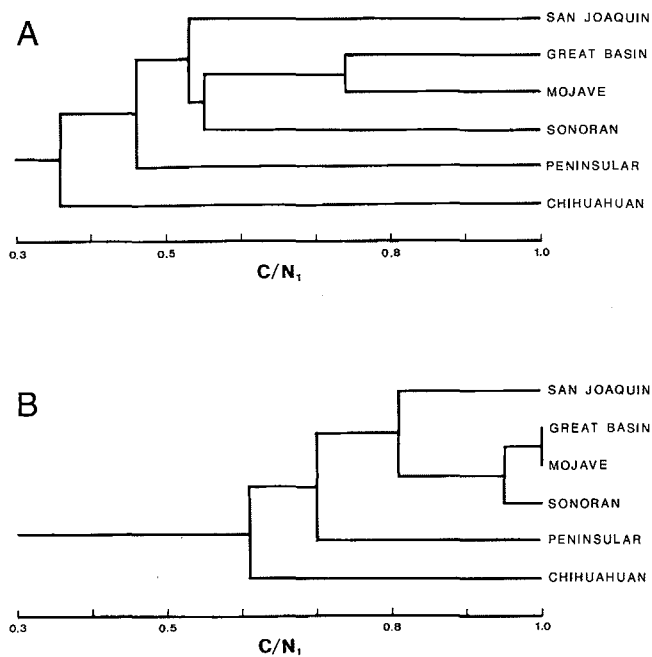 A
SAN JOAQUIN
GREAT BASIN
MOJAVE
SONORAN
PENINSULAR
CHIHUAHUAN
0.3 0.5 0.8 1.0
C/N₁
B
SAN JOAQUIN
GREAT BASIN
MOJAVE
SONORAN
PENINSULAR
CHIHUAHUAN
0.3 0.5 0.8 1.0
C/N₁